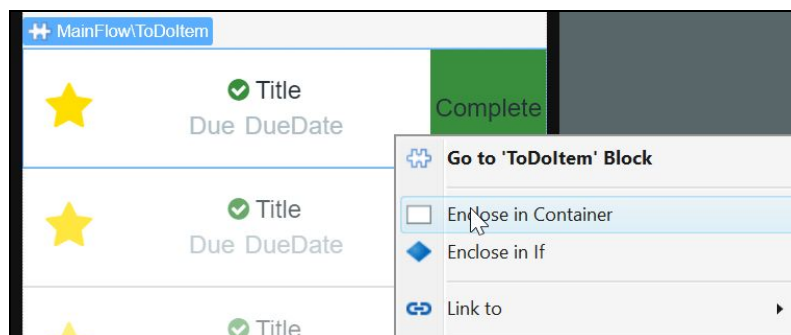 MainFlow\ToDoItem
Title
Due DueDate
Complete
Go to 'ToDoItem' Block
Title
Due DueDate
Enclose in Container
Enclose in If
Link to
Title